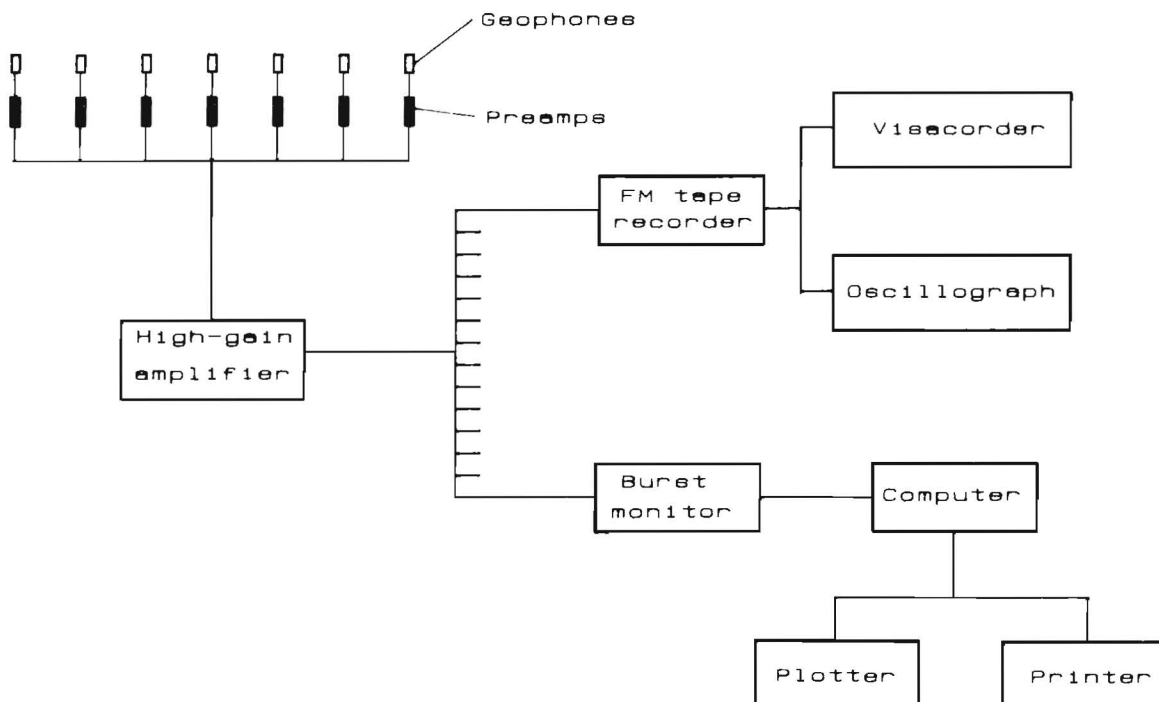 Geophones
Preamps
Visacorder
FM tape
recorder
Oscillograph
High-gain
amplifier
Burst
monitor
Computer
Plotter
Printer